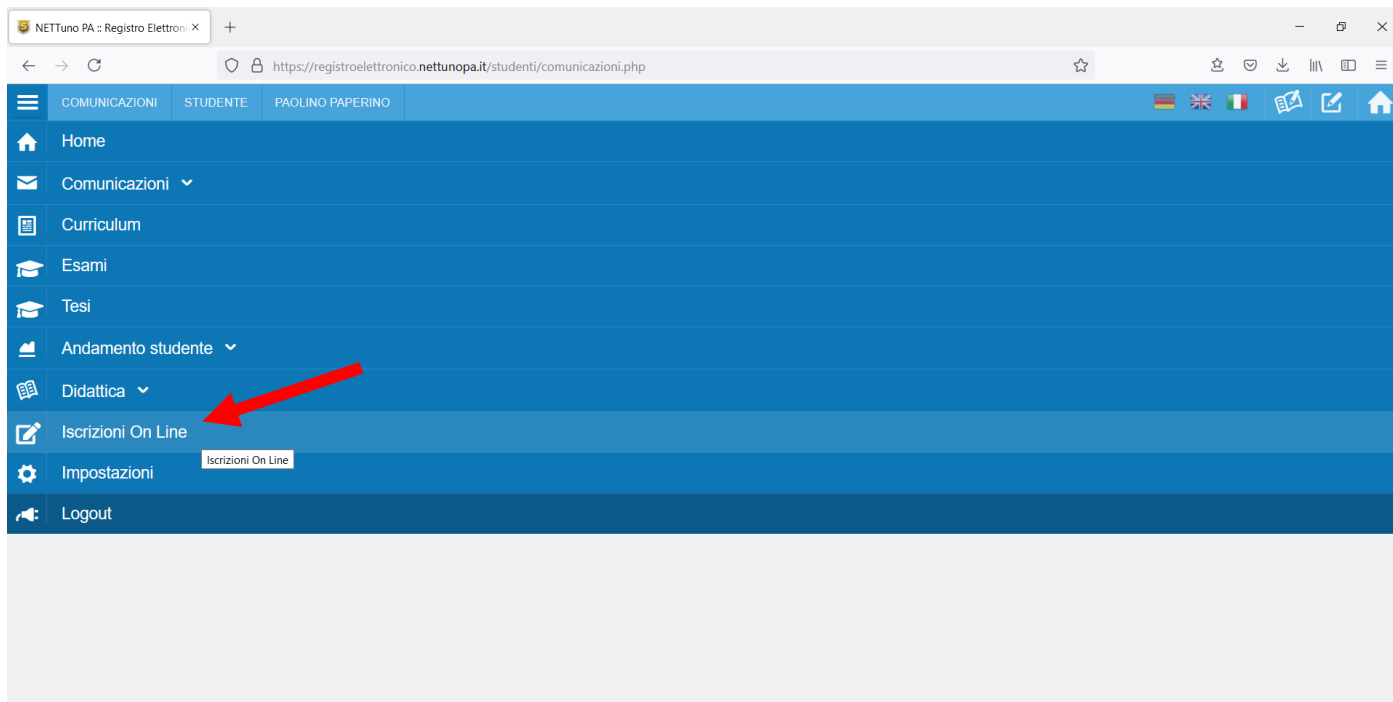 NETTuno PA :: Registro Elettroni
https://registroelettronico.nettunopa.it/studenti/comunicazioni.php
COMUNICAZIONI STUDENTE PAOLINO PAPERINO
Home
Comunicazioni
Curriculum
Esami
Tesi
Andamento studente
Didattica
Iscrizioni On Line
Iscrizioni On Line
Impostazioni
Logout